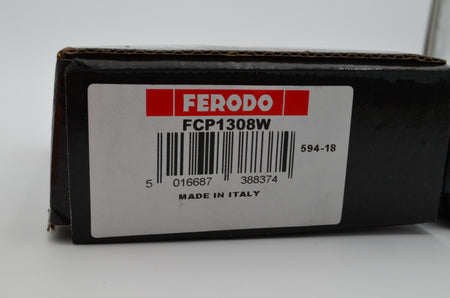 FERODO
FCP1308W
594-18
5 016687 388374
MADE IN ITALY